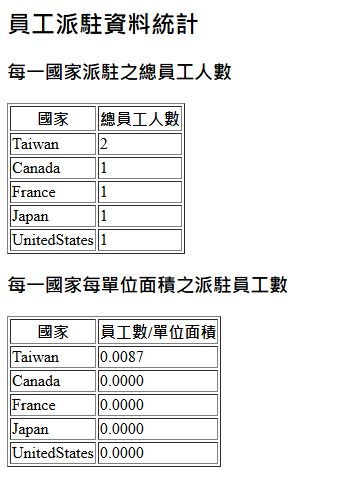 員工派駐資料統計
每一國家派駐之總員工人數
國家 總員工人數
Taiwan 2
Canada 1
France 1
Japan 1
UnitedStates 1
每一國家每單位面積之派駐員工數
國家 員工數/單位面積
Taiwan 0.0087
Canada 0.0000
France 0.0000
Japan 0.0000
UnitedStates 0.0000